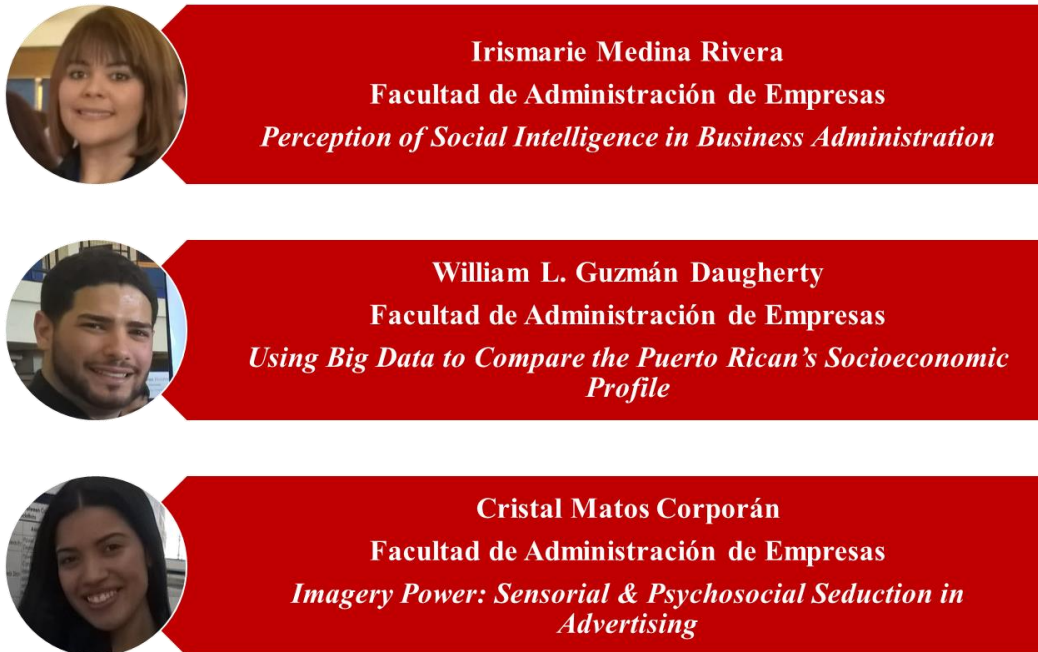 Irismarie Medina Rivera
Facultad de Administración de Empresas
Perception of Social Intelligence in Business Administration
William L. Guzmán Daugherty
Facultad de Administración de Empresas
Using Big Data to Compare the Puerto Rican’s Socioeconomic
Profile
Cristal Matos Corporán
Facultad de Administración de Empresas
Imagery Power: Sensorial & Psychosocial Seduction in
Advertising